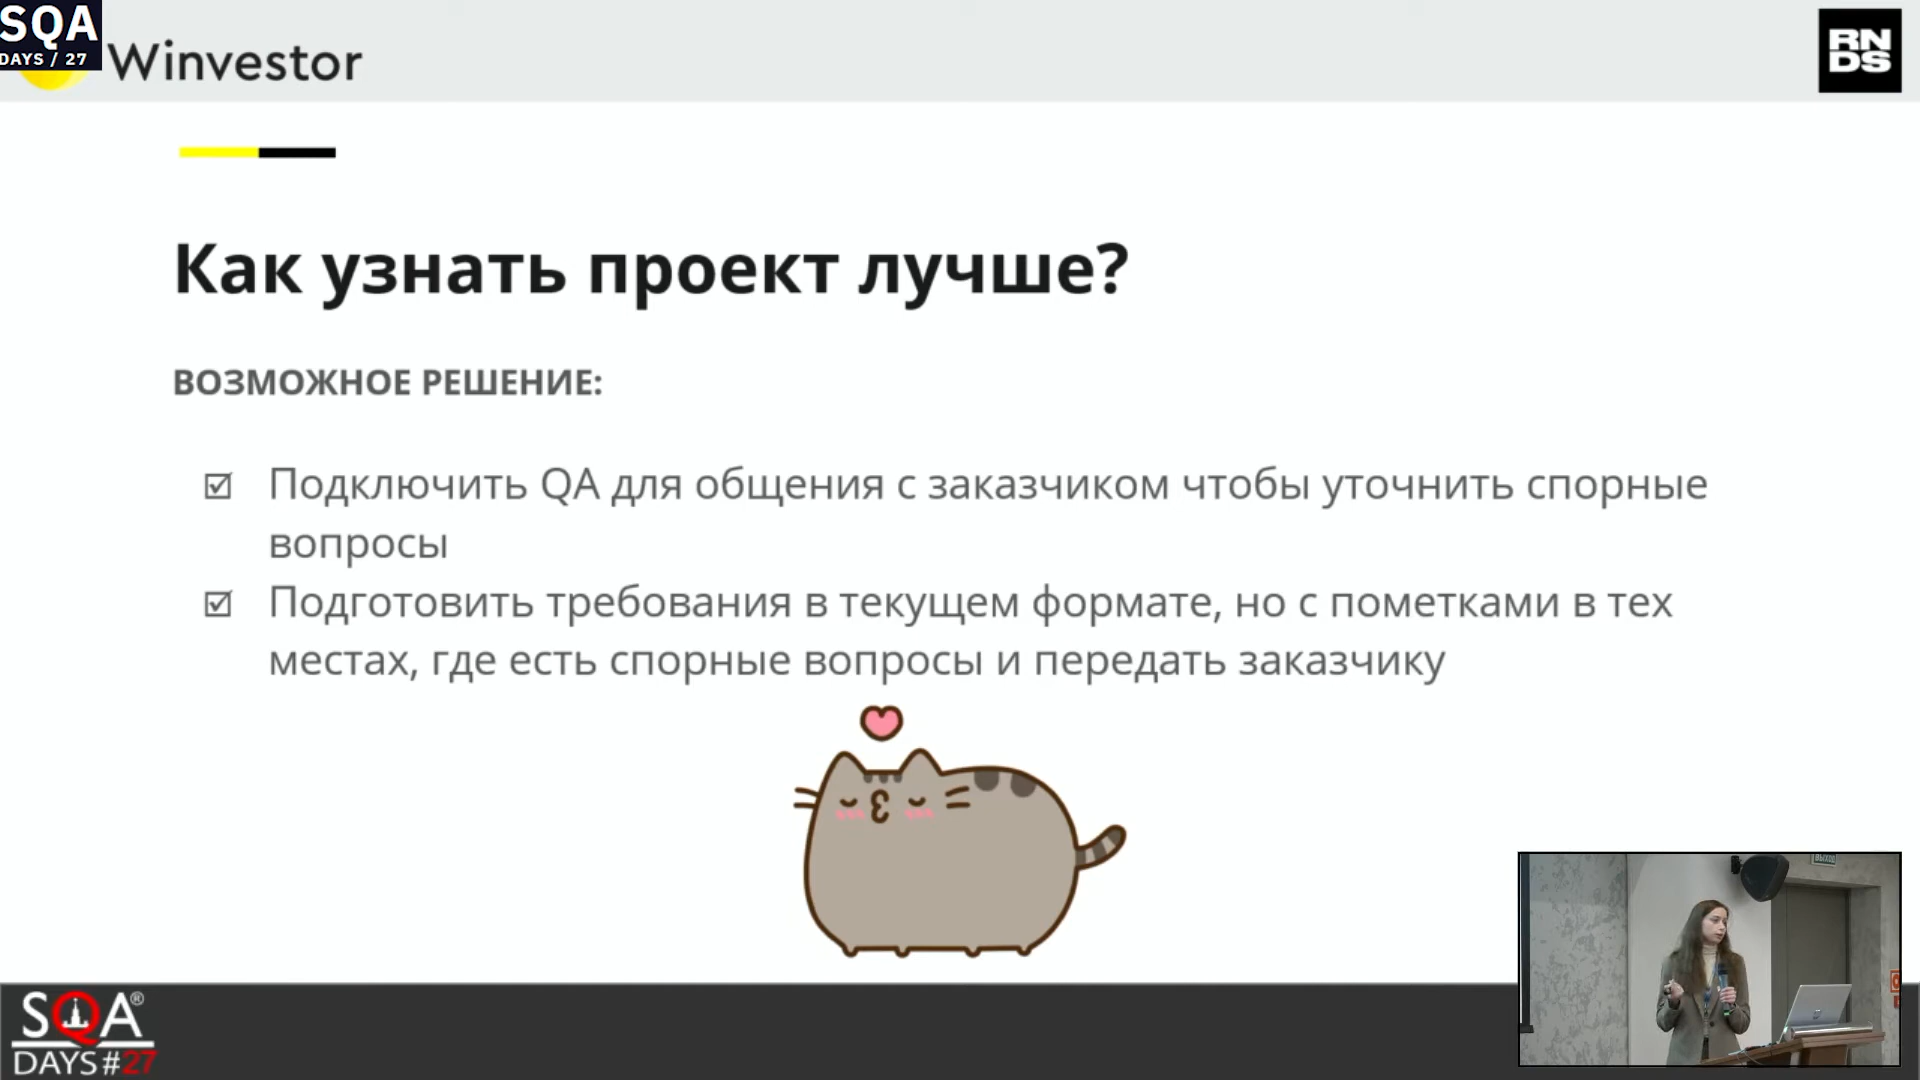 SQA
DAYS / 27
Winvestor
RN
DS
Как узнать проект лучше?
ВОЗМОЖНОЕ РЕШЕНИЕ:
Подключить QA для общения с заказчиком чтобы уточнить спорные
вопросы
Подготовить требования в текущем формате, но с пометками в тех
местах, где есть спорные вопросы и передать заказчику
ВЫХОД
SQA®
DAYS#27